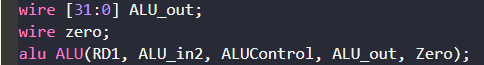 wire [31:0] ALU_out;
wire zero;
alu ALU(RD1, ALU_in2, ALUControl, ALU_out, Zero);